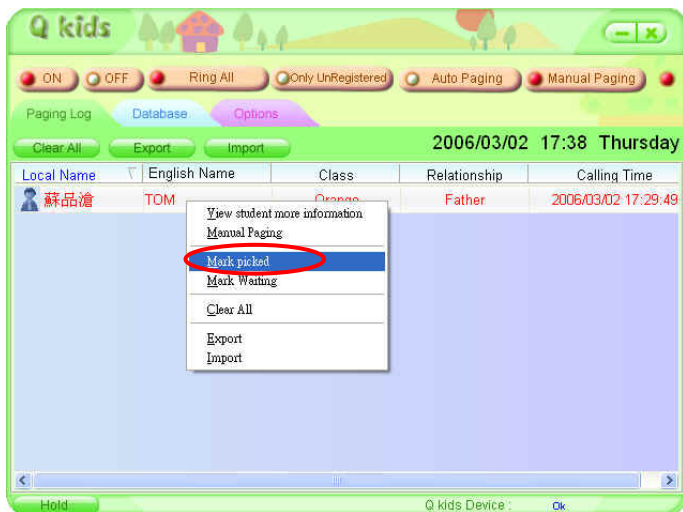 Q kids
ON OFF Ring All Only UnRegistered Auto Paging Manual Paging
Paging Log Database Options
Clear All Export Import 2006/03/02 17:38 Thursday
Local Name English Name Class Relationship Calling Time
蘇品滄 TOM Orange Father 2006/03/02 17:29:49
View student more information
Manual Paging
Mark picked
Mark Waiting
Clear All
Export
Import
Hold Q kids Device : Ok